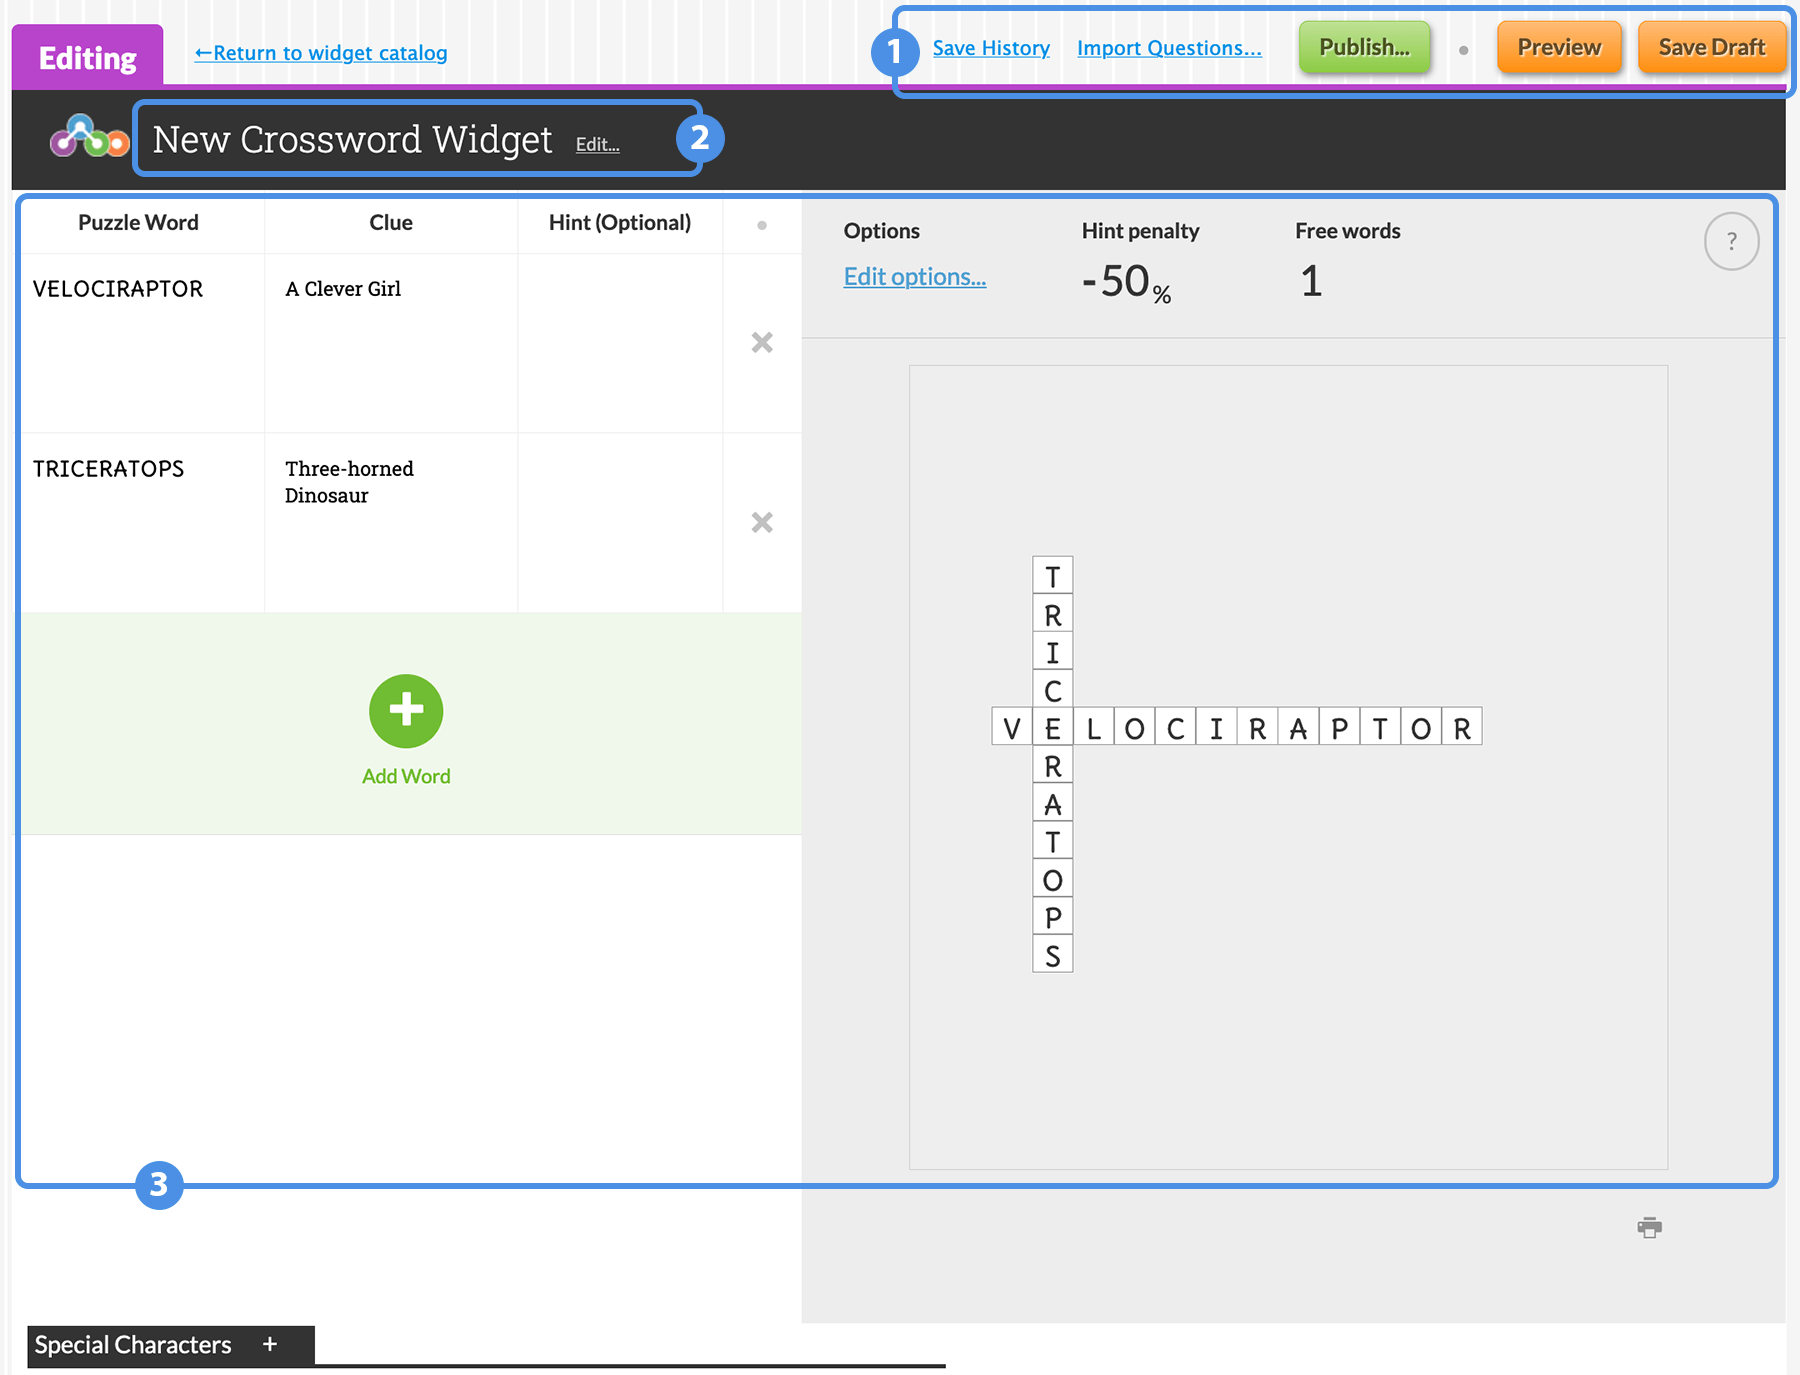 Editing
←Return to widget catalog
1
Save History
Import Questions...
Publish...
Preview
Save Draft
New Crossword Widget
Edit...
2
Puzzle Word
Clue
Hint (Optional)
VELOCIRAPTOR
A Clever Girl
TRICERATOPS
Three-horned
Dinosaur
Add Word
Options
Edit options...
Hint penalty
-50%
Free words
1
?
T
R
I
C
V E L O C I R A P T O R
R
A
T
O
P
S
3
Special Characters +